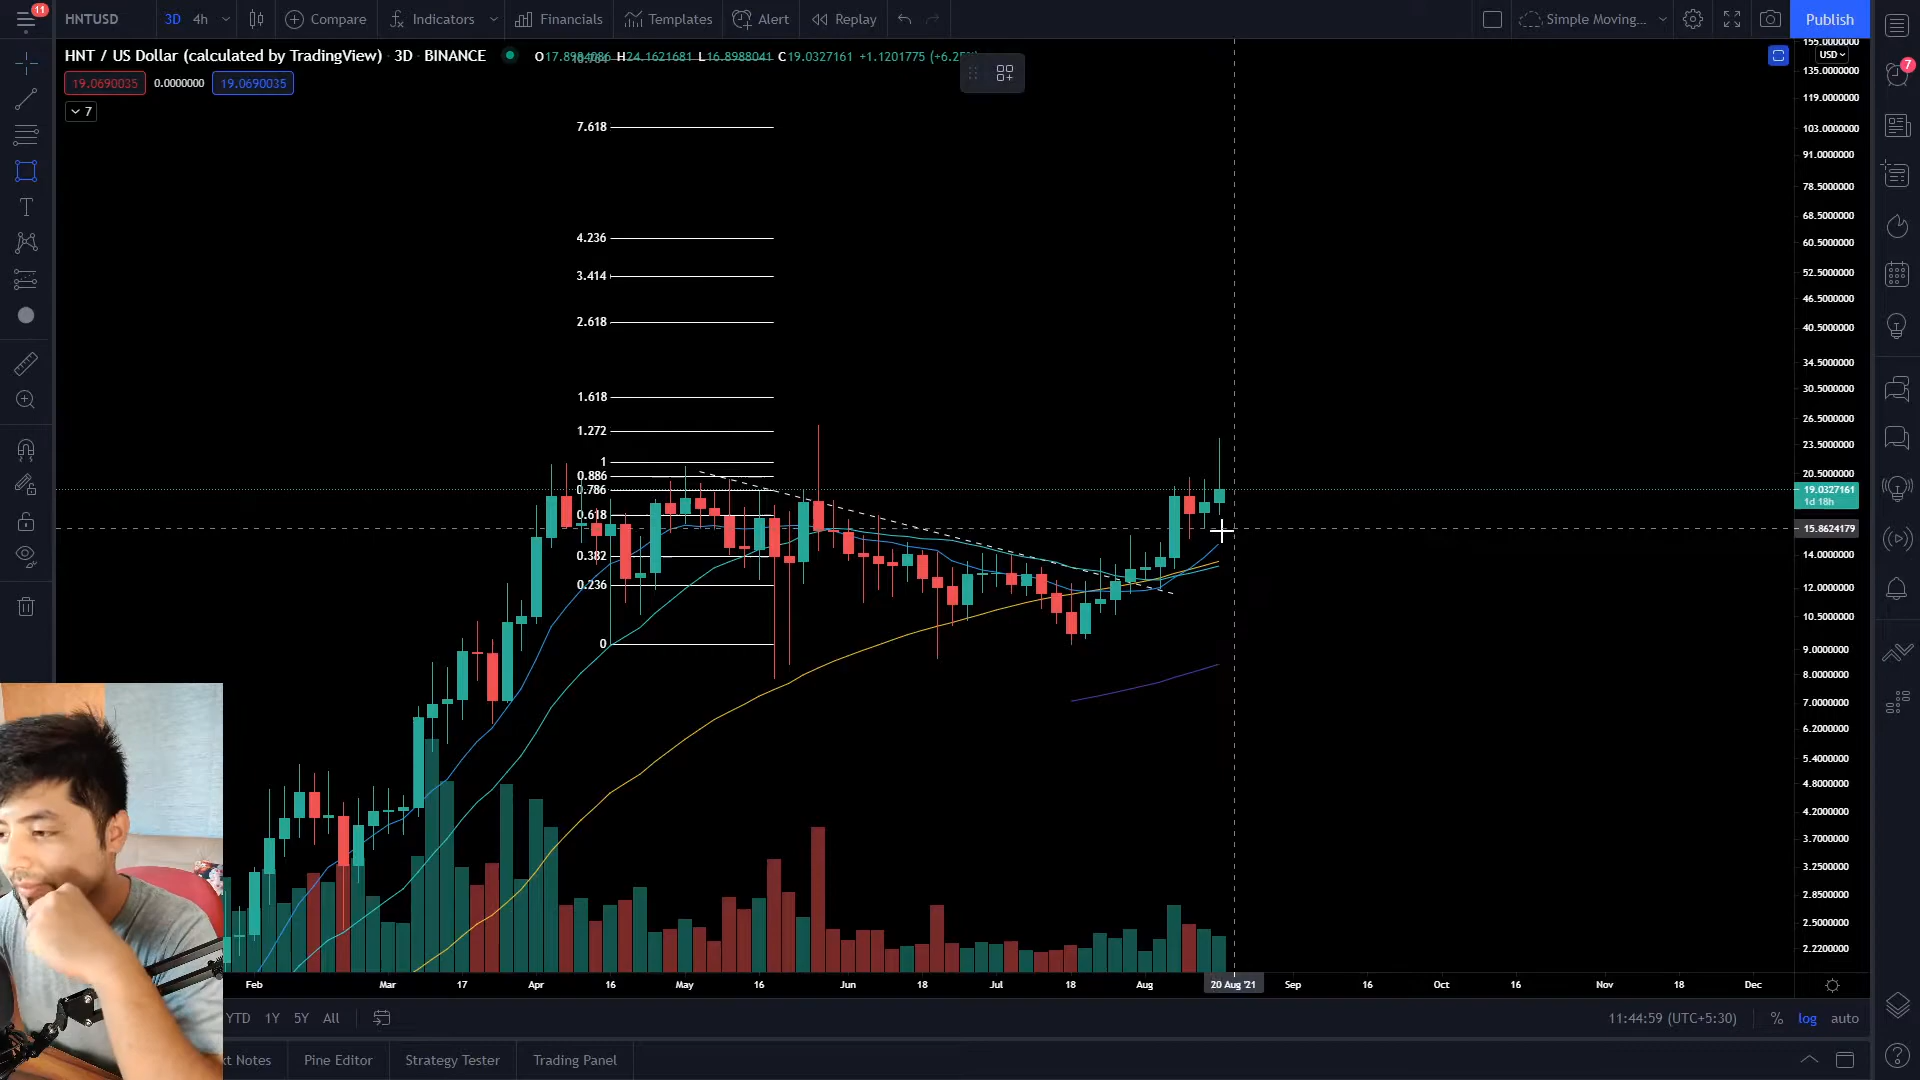 11
HNTUSD
3D 4h
Compare
Indicators
Financials
Templates
Alert
Replay
Simple Moving...
Publish
HNT / US Dollar (calculated by TradingView) · 3D · BINANCE
O17.8984986 H24.1621681 L16.8988041 C19.0327161 +1.1201775 (+6.25%)
19.0690035 0.0000000 19.0690035
7
USD
7
7.618
4.236
3.414
2.618
1.618
1.272
1
0.886
0.786
0.618
0.382
0.236
0
155.0000000
135.0000000
119.0000000
103.0000000
91.0000000
78.5000000
68.5000000
60.5000000
52.5000000
46.5000000
40.5000000
34.5000000
30.5000000
26.5000000
23.5000000
20.5000000
19.0327161
1d 18h
15.8624179
14.0000000
12.0000000
10.5000000
9.0000000
8.0000000
7.0000000
6.2000000
5.4000000
4.8000000
4.2000000
3.7000000
3.2500000
2.8500000
2.5000000
2.2200000
Feb Mar 17 Apr 16 May 16 Jun 18 Jul 18 Aug 20 Aug '21 Sep 16 Oct 16 Nov 18 Dec
YTD 1Y 5Y All
11:44:59 (UTC+5:30) % log auto
Notes Pine Editor Strategy Tester Trading Panel